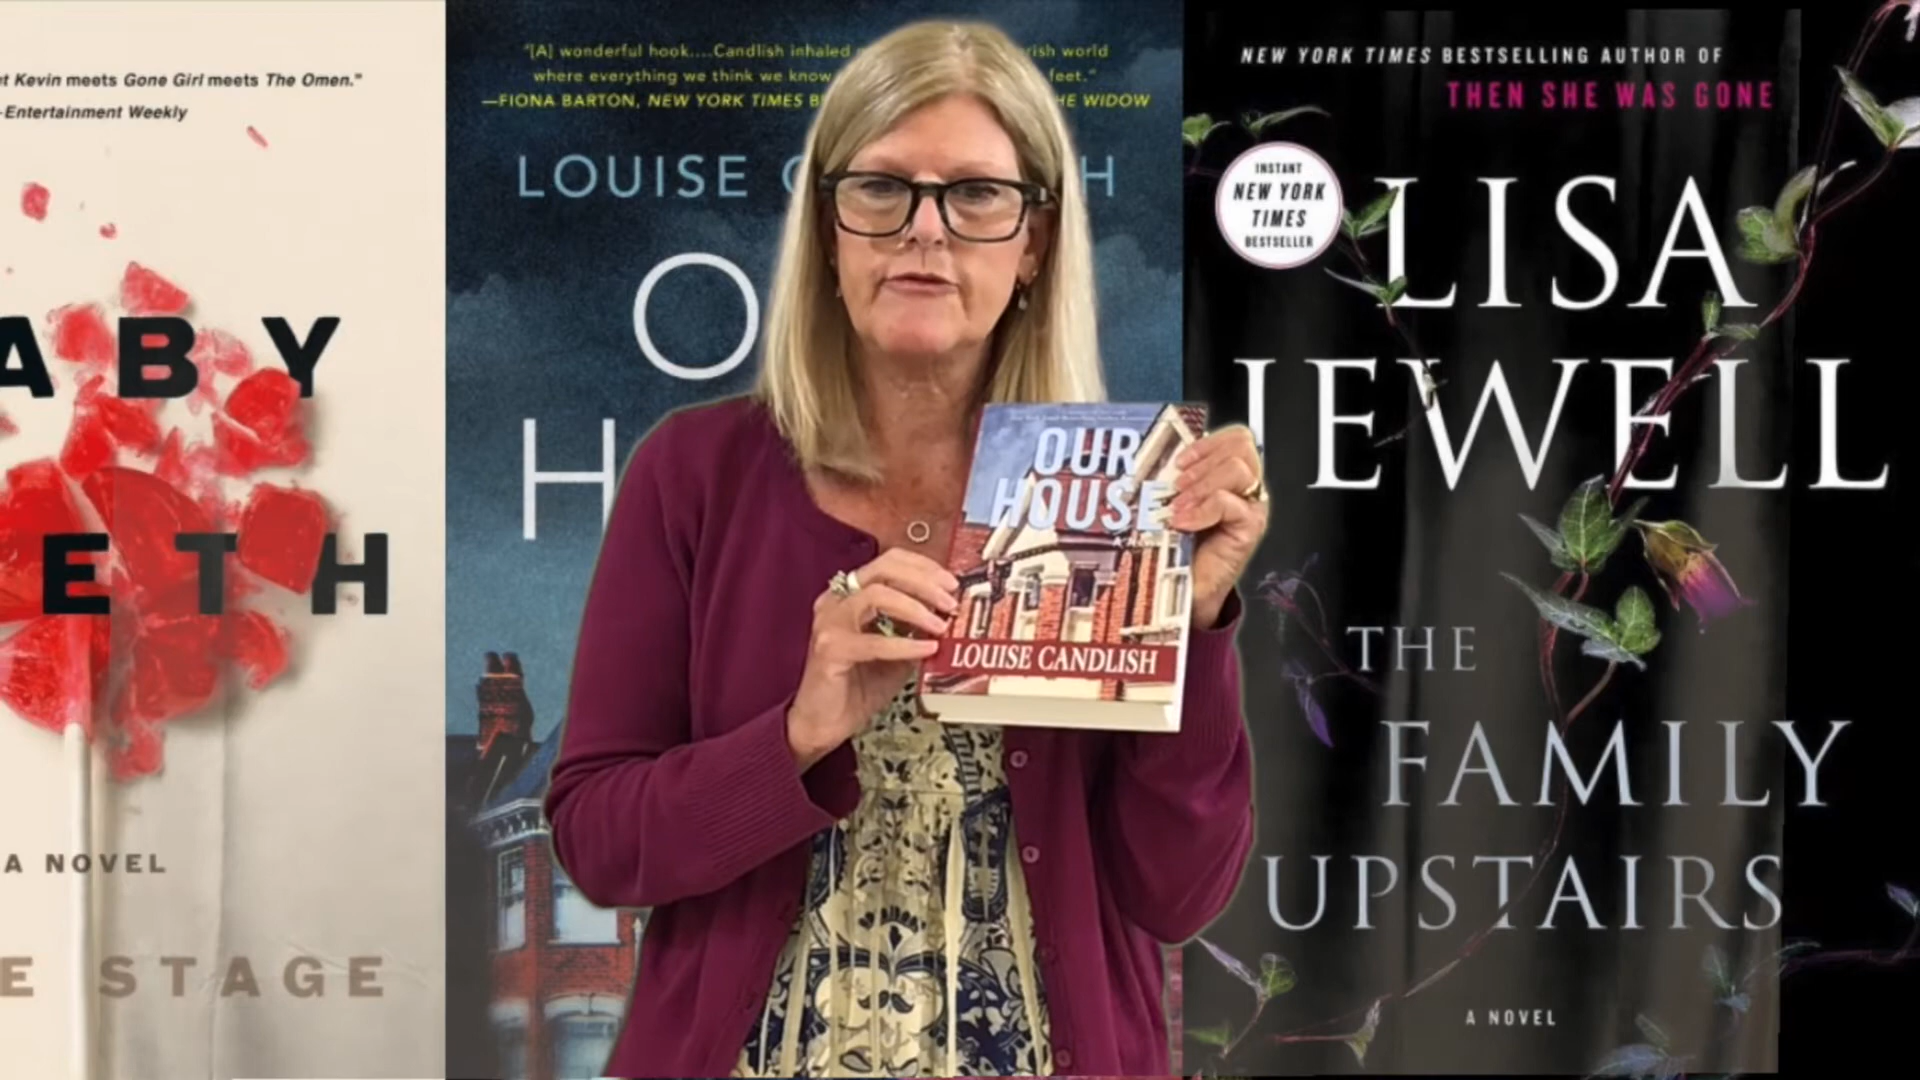 t Kevin meets Gone Girl meets The Omen."
-Entertainment Weekly
ABY
ETH
A NOVEL
E STAGE
"[A] wonderful hook....Candlish inhaled
rish world
where everything we think we know
feet."
—FIONA BARTON, NEW YORK TIMES B
HE WIDOW
LOUISE C
H
O
H
OUR
HOUSE
LOUISE CANDLISH
NEW YORK TIMES BESTSELLING AUTHOR OF
THEN SHE WAS GONE
INSTANT
NEW YORK
TIMES
BESTSELLER
LISA
JEWELL
THE
FAMILY
UPSTAIRS
A NOVEL